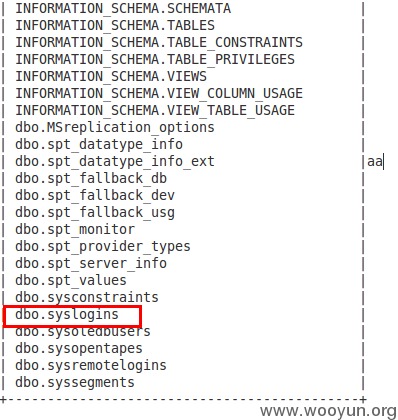 | INFORMATION_SCHEMA.SCHEMATA |
| INFORMATION_SCHEMA.TABLES |
| INFORMATION_SCHEMA.TABLE_CONSTRAINTS |
| INFORMATION_SCHEMA.TABLE_PRIVILEGES |
| INFORMATION_SCHEMA.VIEWS |
| INFORMATION_SCHEMA.VIEW_COLUMN_USAGE |
| INFORMATION_SCHEMA.VIEW_TABLE_USAGE |
| dbo.MSreplication_options |
| dbo.spt_datatype_info |
| dbo.spt_datatype_info_ext |aa
| dbo.spt_fallback_db |
| dbo.spt_fallback_dev |
| dbo.spt_fallback_usg |
| dbo.spt_monitor |
| dbo.spt_provider_types |
| dbo.spt_server_info |
| dbo.spt_values |
| dbo.sysconstraints |
| dbo.syslogins |
| dbo.sysoledbusers |
| dbo.sysopentapes |
| dbo.sysremotelogins |
| dbo.syssegments |
+------------------------------------------+
www.wooyun.org